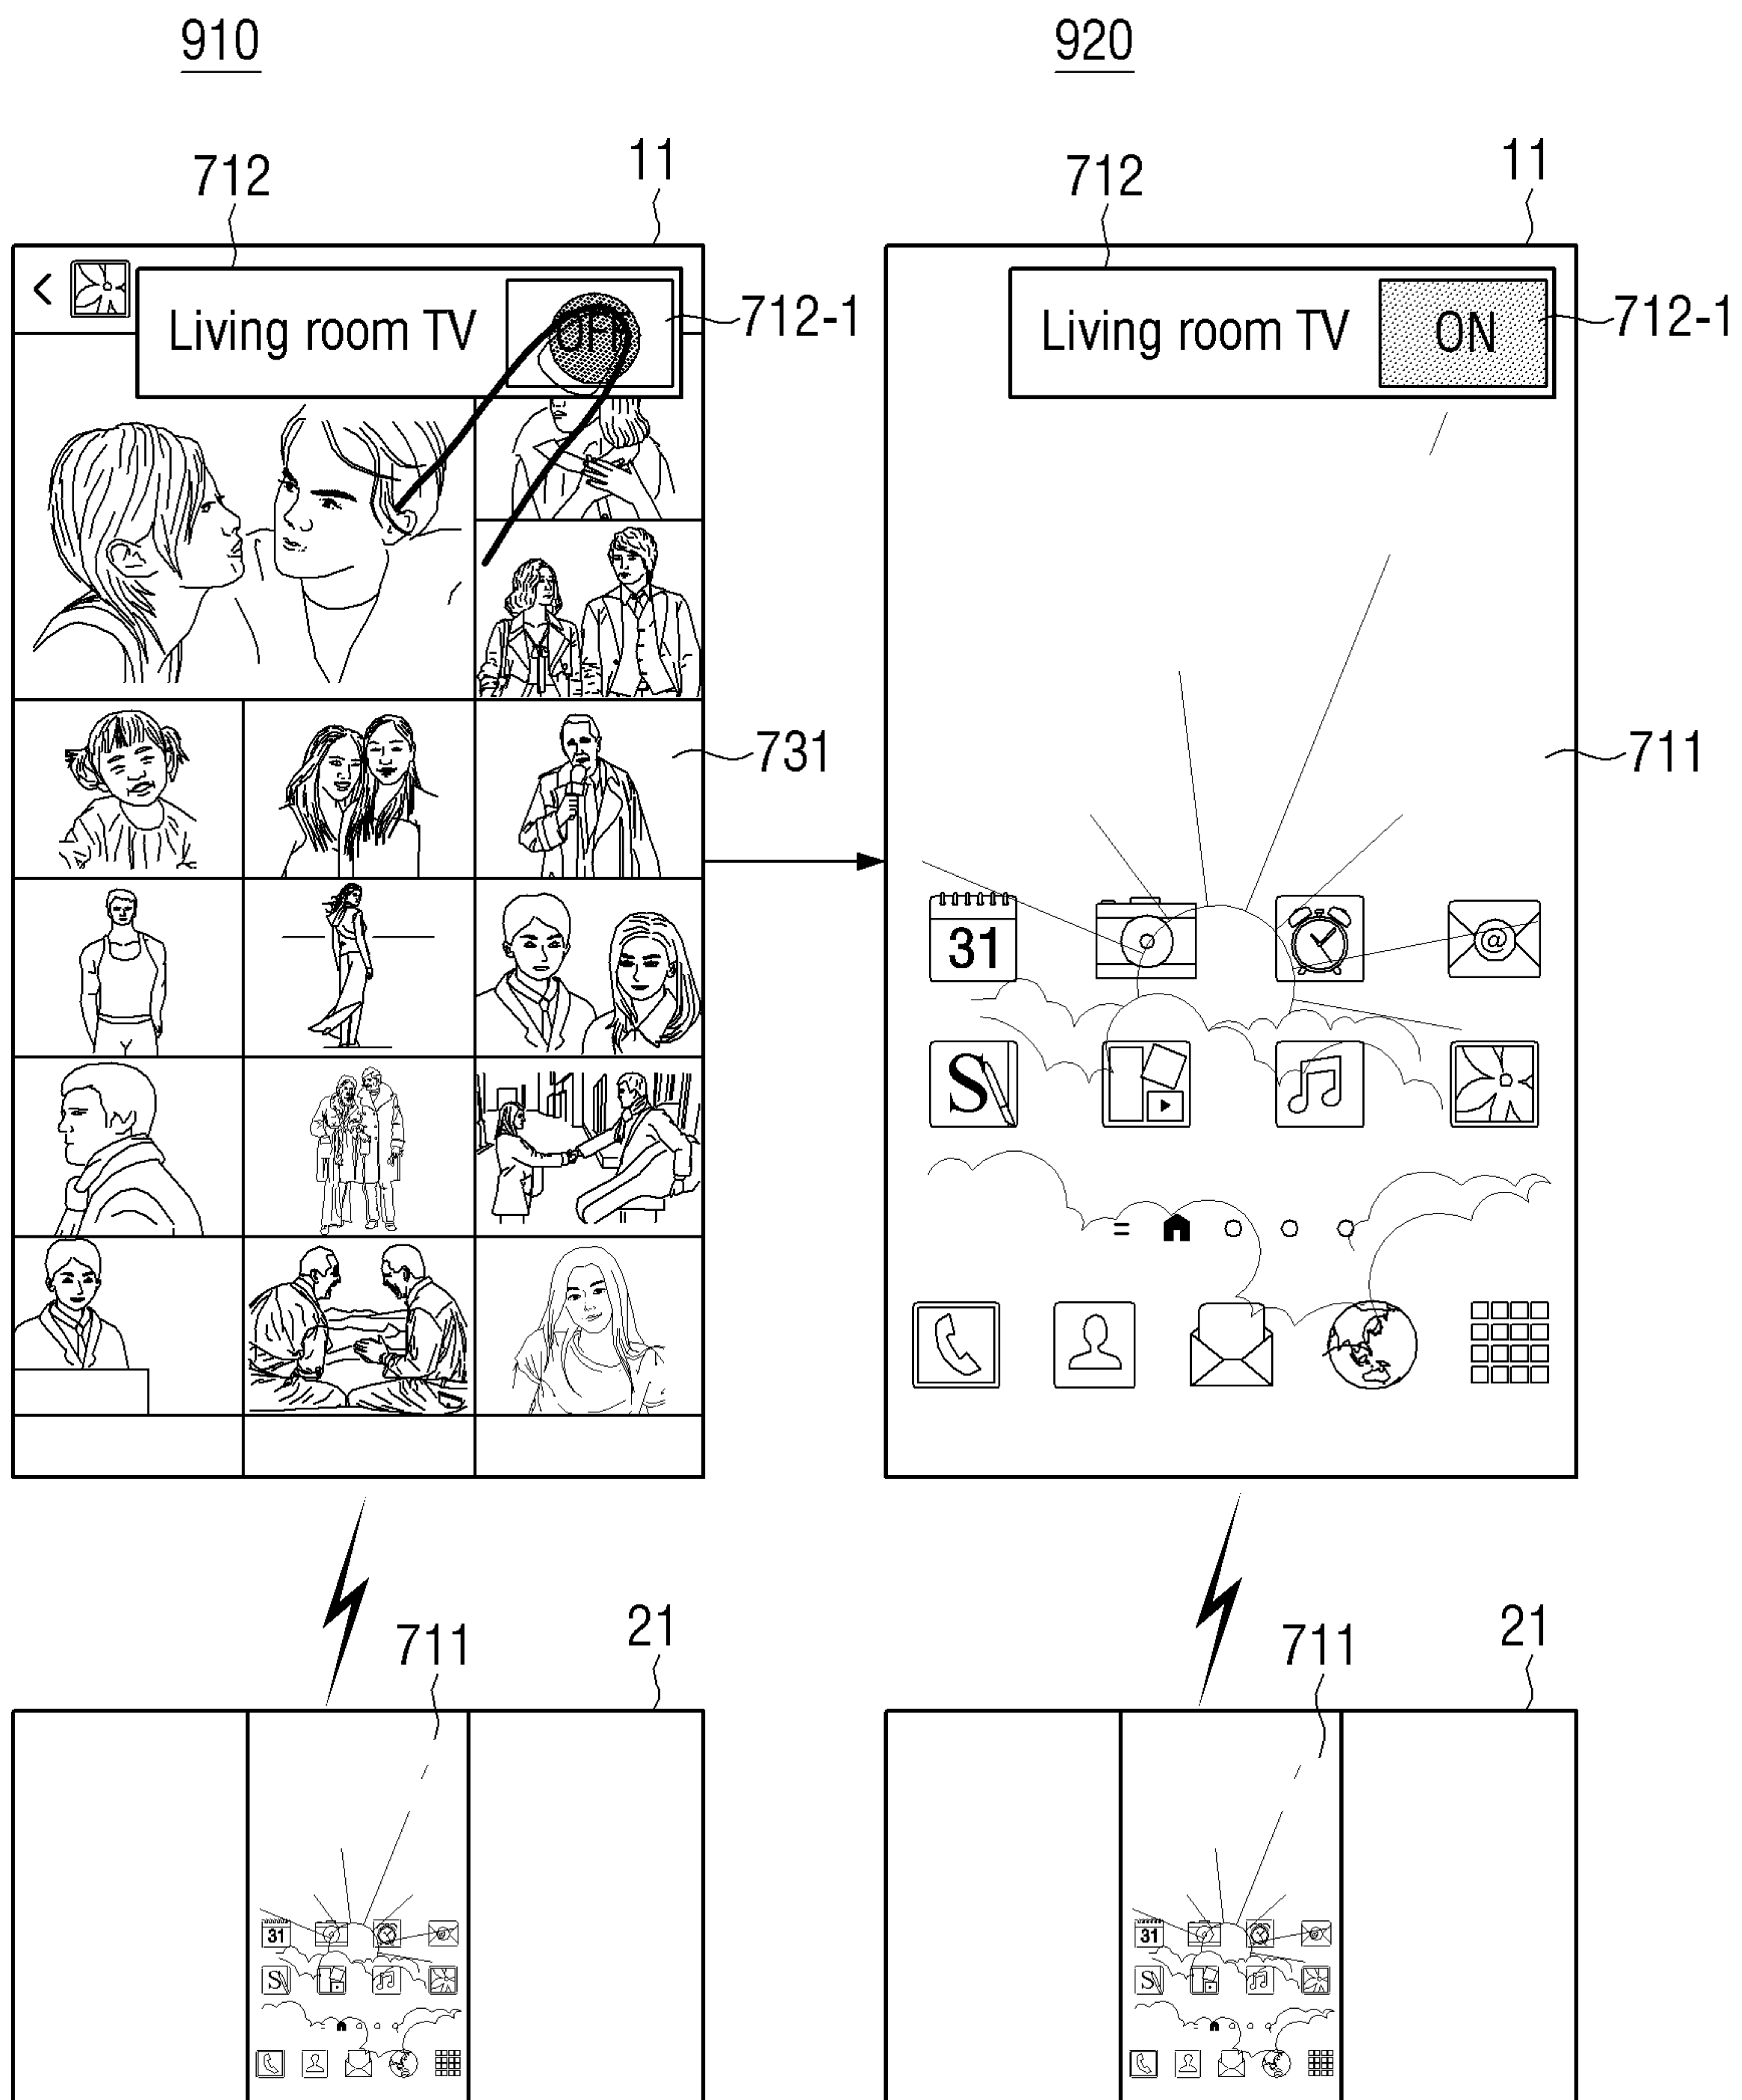 910 920
712 11 712 11
Living room TV OFF 712-1 Living room TV ON 712-1
731 711
31 @
S
711 21 711 21
31 @ 31 @
S S